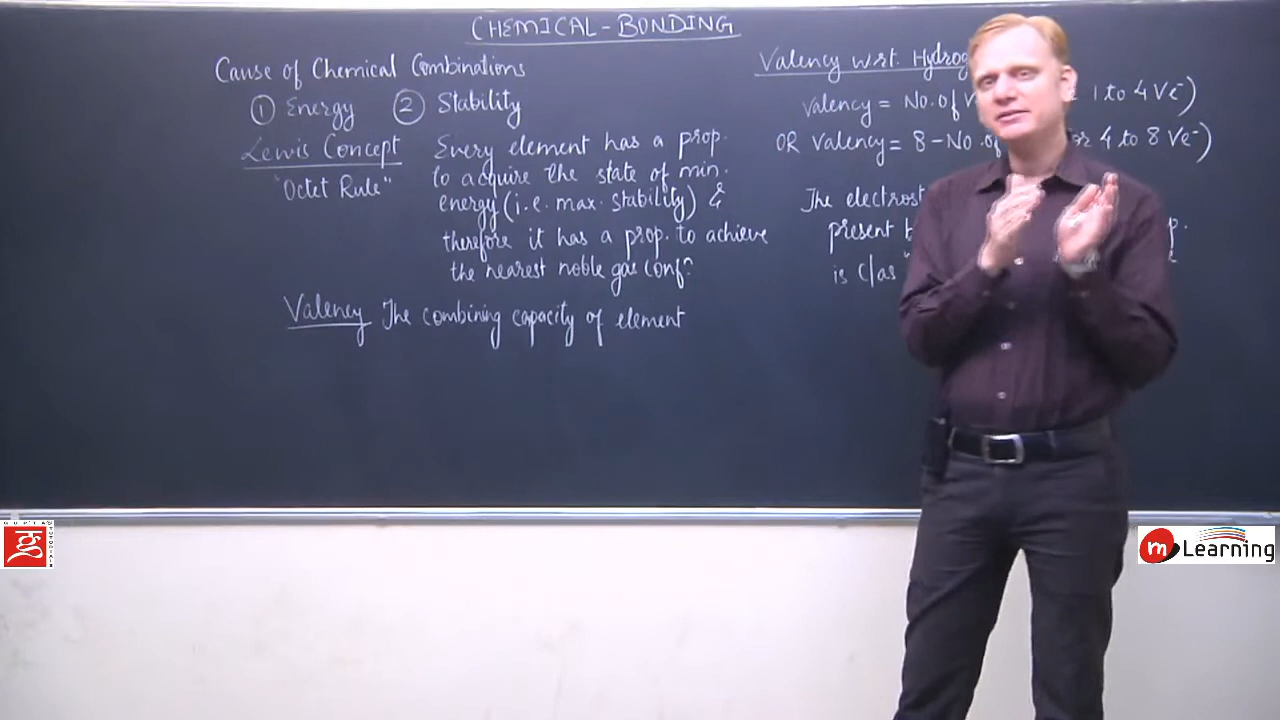 CHEMICAL-BONDING
Cause of Chemical Combinations
① Energy ② Stability
Lewis Concept
"Octet Rule"
Every element has a prop.
to acquire the state of min.
energy (i.e. max. stability) &
therefore it has a prop. to achieve
the nearest noble gas confⁿ
Valency The combining capacity of element
Valency w.r.t. Hydrog
Valency = No. of V 1 to 4 Ve⁻)
OR Valency = 8 - No. of 4 to 8 Ve⁻)
The electrost
present b p.
is C/as "
GUPTA TUTORIALS
m Learning